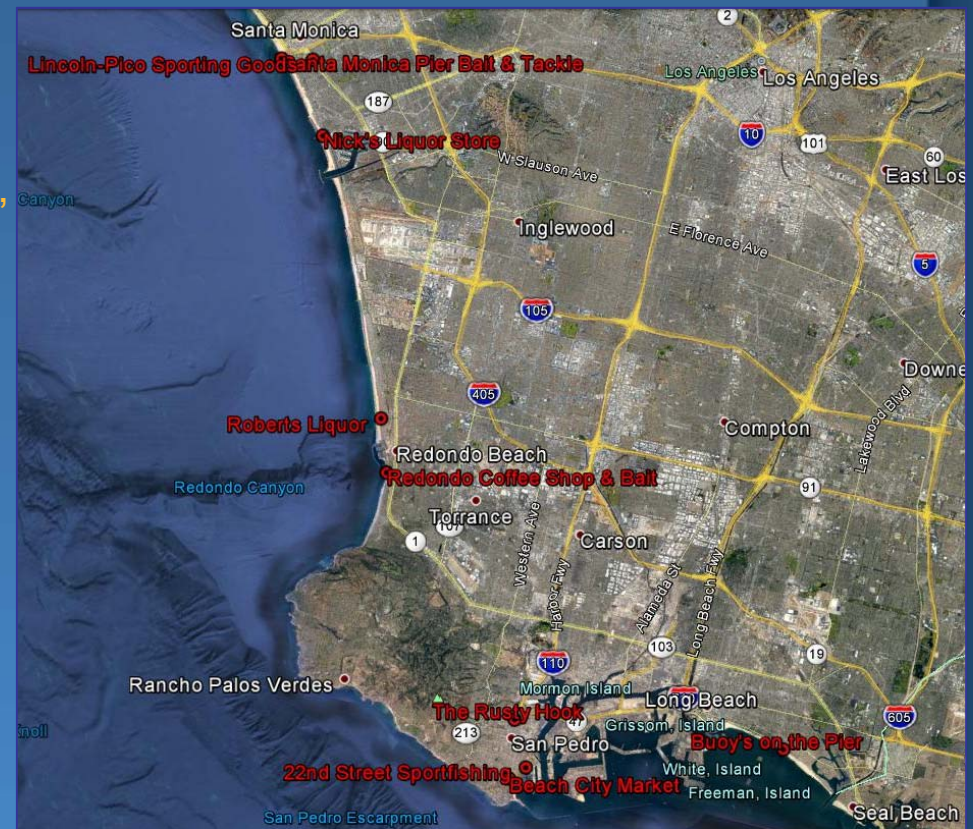 Santa Monica
2
Lincoln-Pico Sporting Goods
Santa Monica Pier Bait & Tackle
Los Angeles
Los Angeles
187
10
Nick's Liquor Store
90
101
60
W Slauson Ave
East Los
,
Canyon
Inglewood
E Florence Ave
5
105
Downe
405
Lakewood Blvd
Roberts Liquor
Compton
Redondo Beach
Redondo Coffee Shop & Bait
Redondo Canyon
91
Torrance
107
1
Western Ave
Carson
Harbor Fwy
Alameda St
Long Beach Fwy
103
19
110
Rancho Palos Verdes
Mormon Island
Long Beach
The Rusty Hook
605
213
47
Grissom, Island
noll
San Pedro
Buoy's on the Pier
22nd Street Sportfishing
White, Island
Beach City Market
Freeman, Island
San Pedro Escarpment
Seal Beach